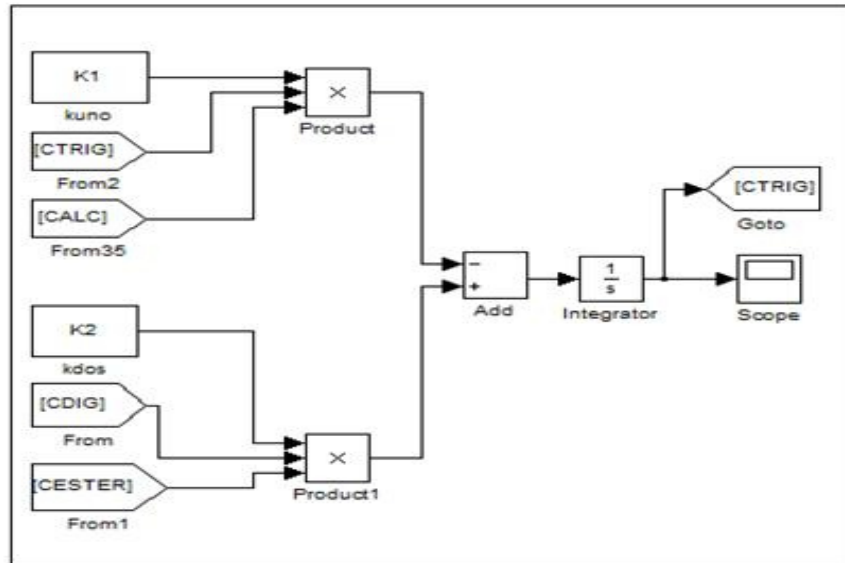 K1
kuno
[CTRIG]
From2
[CALC]
From35
×
Product
K2
kdos
[CDIG]
From
[CESTER]
From1
×
Product1
−
+
Add
1
s
Integrator
[CTRIG]
Goto
Scope